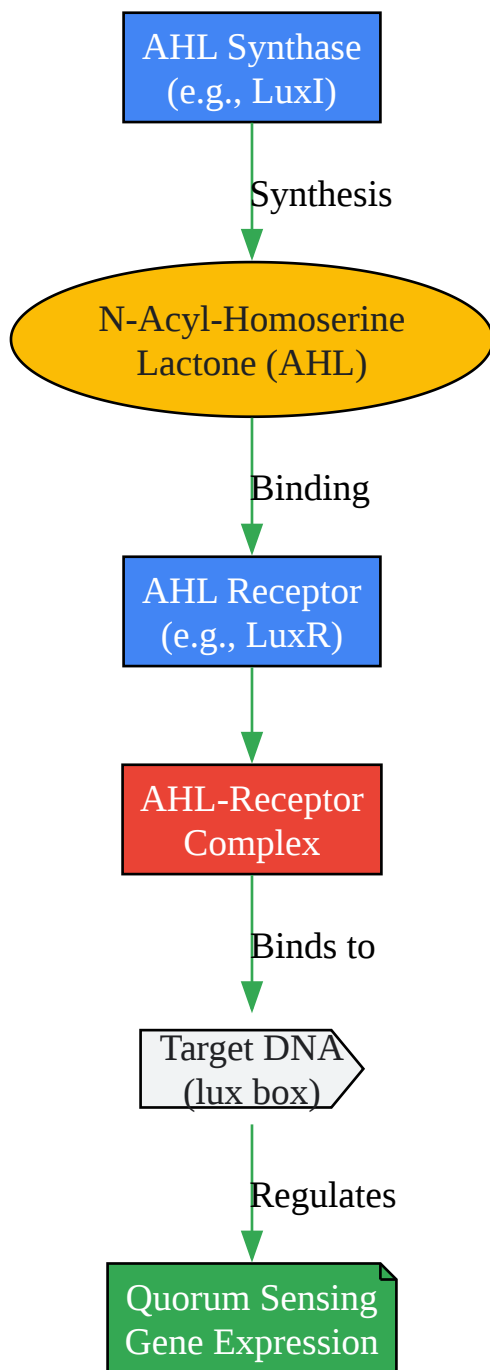 AHL Synthase
(e.g., LuxI)
Synthesis
N-Acyl-Homoserine
Lactone (AHL)
Binding
AHL Receptor
(e.g., LuxR)
AHL-Receptor
Complex
Binds to
Target DNA
(lux box)
Regulates
Quorum Sensing
Gene Expression